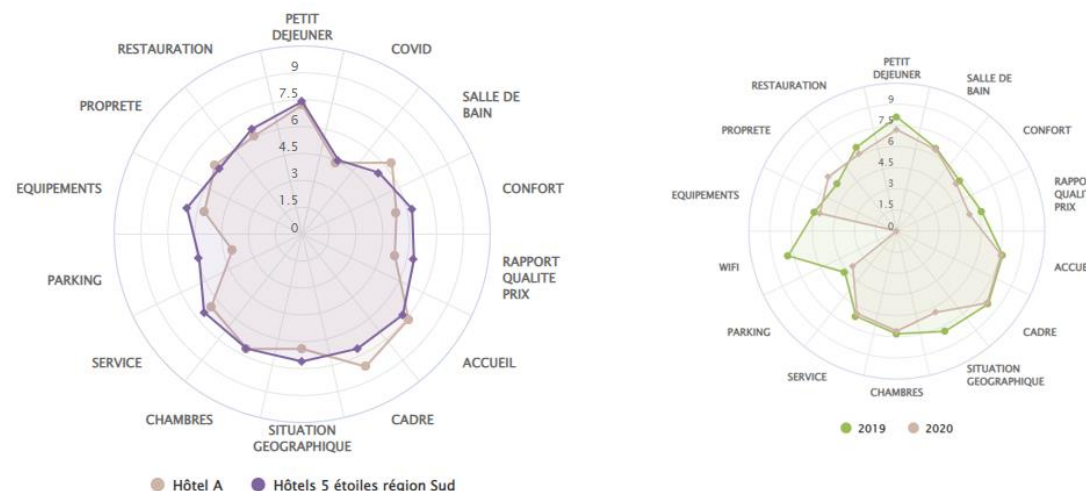 PETIT
DEJEUNER
COVID
SALLE DE
BAIN
CONFORT
RAPPORT
QUALITE
PRIX
ACCUEIL
CADRE
SITUATION
GEOGRAPHIQUE
CHAMBRES
SERVICE
PARKING
EQUIPEMENTS
PROPRETE
RESTAURATION
9
7.5
6
4.5
3
1.5
0
Hôtel A
Hôtels 5 étoiles région Sud
PETIT
DEJEUNER
SALLE DE
BAIN
CONFORT
RAPPO
QUALIT
PRIX
ACCUE
CADRE
SITUATION
GEOGRAPHIQUE
CHAMBRES
SERVICE
PARKING
WIFI
EQUIPEMENTS
PROPRETE
RESTAURATION
9
7.5
6
4.5
3
1.5
0
2019
2020